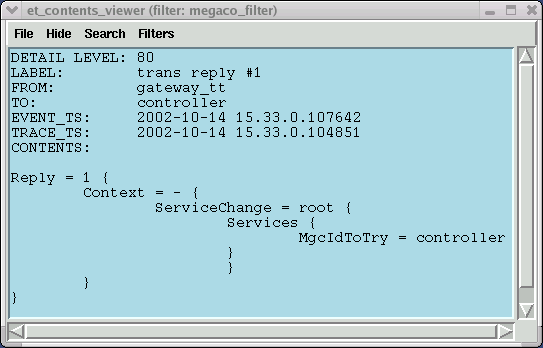 et_contents_viewer (filter: megaco_filter)
File Hide Search Filters
DETAIL LEVEL: 80
LABEL: trans reply #1
FROM: gateway_tt
TO: controller
EVENT_TS: 2002-10-14 15.33.0.107642
TRACE_TS: 2002-10-14 15.33.0.104851
CONTENTS:
Reply = 1 {
Context = - {
ServiceChange = root {
Services {
MgcIdToTry = controller
}
}
}
}